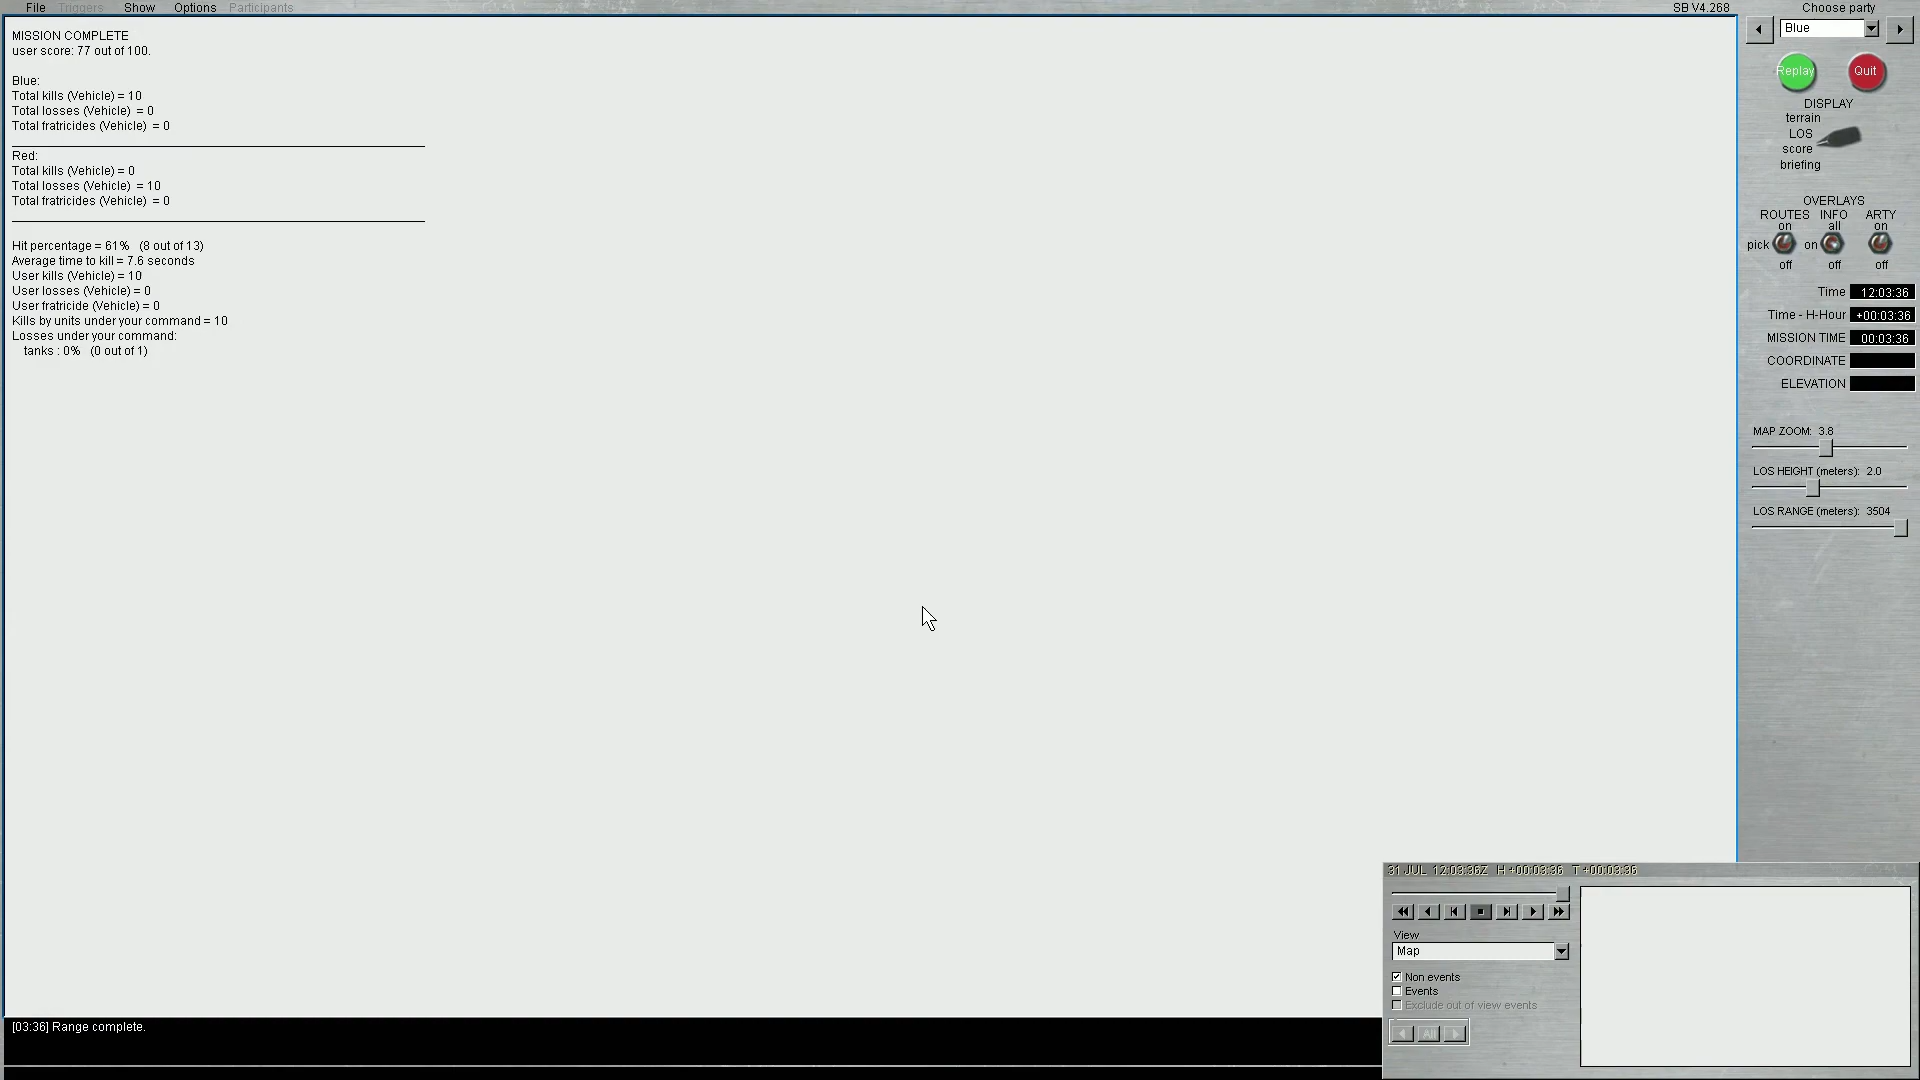 File Triggers Show Options Participants SB V4.268
MISSION COMPLETE
user score: 77 out of 100.
Blue:
Total kills (Vehicle) = 10
Total losses (Vehicle) = 0
Total fratricides (Vehicle) = 0
Red:
Total kills (Vehicle) = 0
Total losses (Vehicle) = 10
Total fratricides (Vehicle) = 0
Hit percentage = 61% (8 out of 13)
Average time to kill = 7.6 seconds
User kills (Vehicle) = 10
User losses (Vehicle) = 0
User fratricide (Vehicle) = 0
Kills by units under your command = 10
Losses under your command:
tanks : 0% (0 out of 1)
[03:36] Range complete.
Choose party
Blue
Replay Quit
DISPLAY
terrain
LOS
score
briefing
OVERLAYS
ROUTES INFO ARTY
on all on
pick on
off off off
Time 12:03:36
Time - H-Hour +00:03:36
MISSION TIME 00:03:36
COORDINATE
ELEVATION
MAP ZOOM: 3.8
LOS HEIGHT (meters): 2.0
LOS RANGE (meters): 3504
31 JUL 12:03:36Z H +00:03:36 T +00:03:36
View
Map
Non events
Events
Exclude out of view events
All